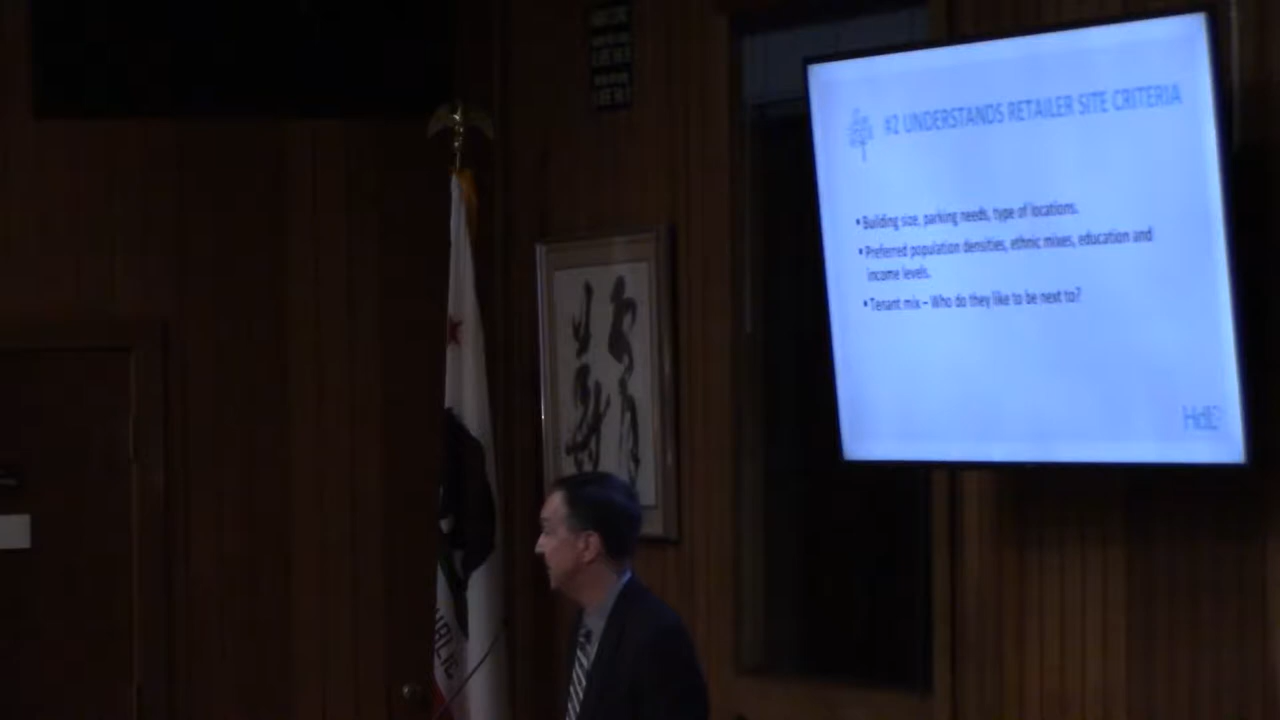 #2 UNDERSTANDS RETAILER SITE CRITERIA
• Building size, parking needs, type of locations.
• Preferred population densities, ethnic mixes, education and
income levels.
• Tenant mix – Who do they like to be next to?
HdL